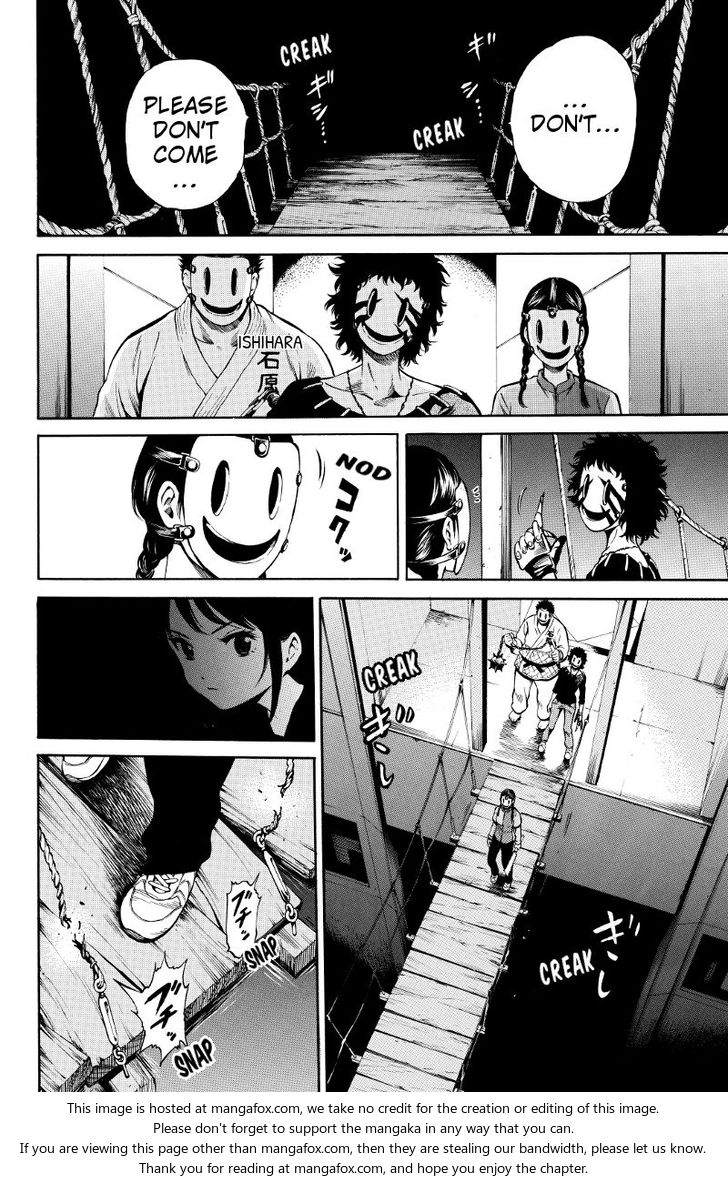 ...
DON'T...
ギ
シ...
CREAK
CREAK
ギ
シ...
PLEASE
DON'T
COME
...
ISHIHARA
石
原
NOD
コクッ
CREAK
ギシ
CREAK
ギシ
ブチッ
SNAP
ブチッ
SNAP
This image is hosted at mangafox.com, we take no credit for the creation or editing of this image.
Please don't forget to support the mangaka in any way that you can.
If you are viewing this page other than mangafox.com, then they are stealing our bandwidth, please let us know.
Thank you for reading at mangafox.com, and hope you enjoy the chapter.